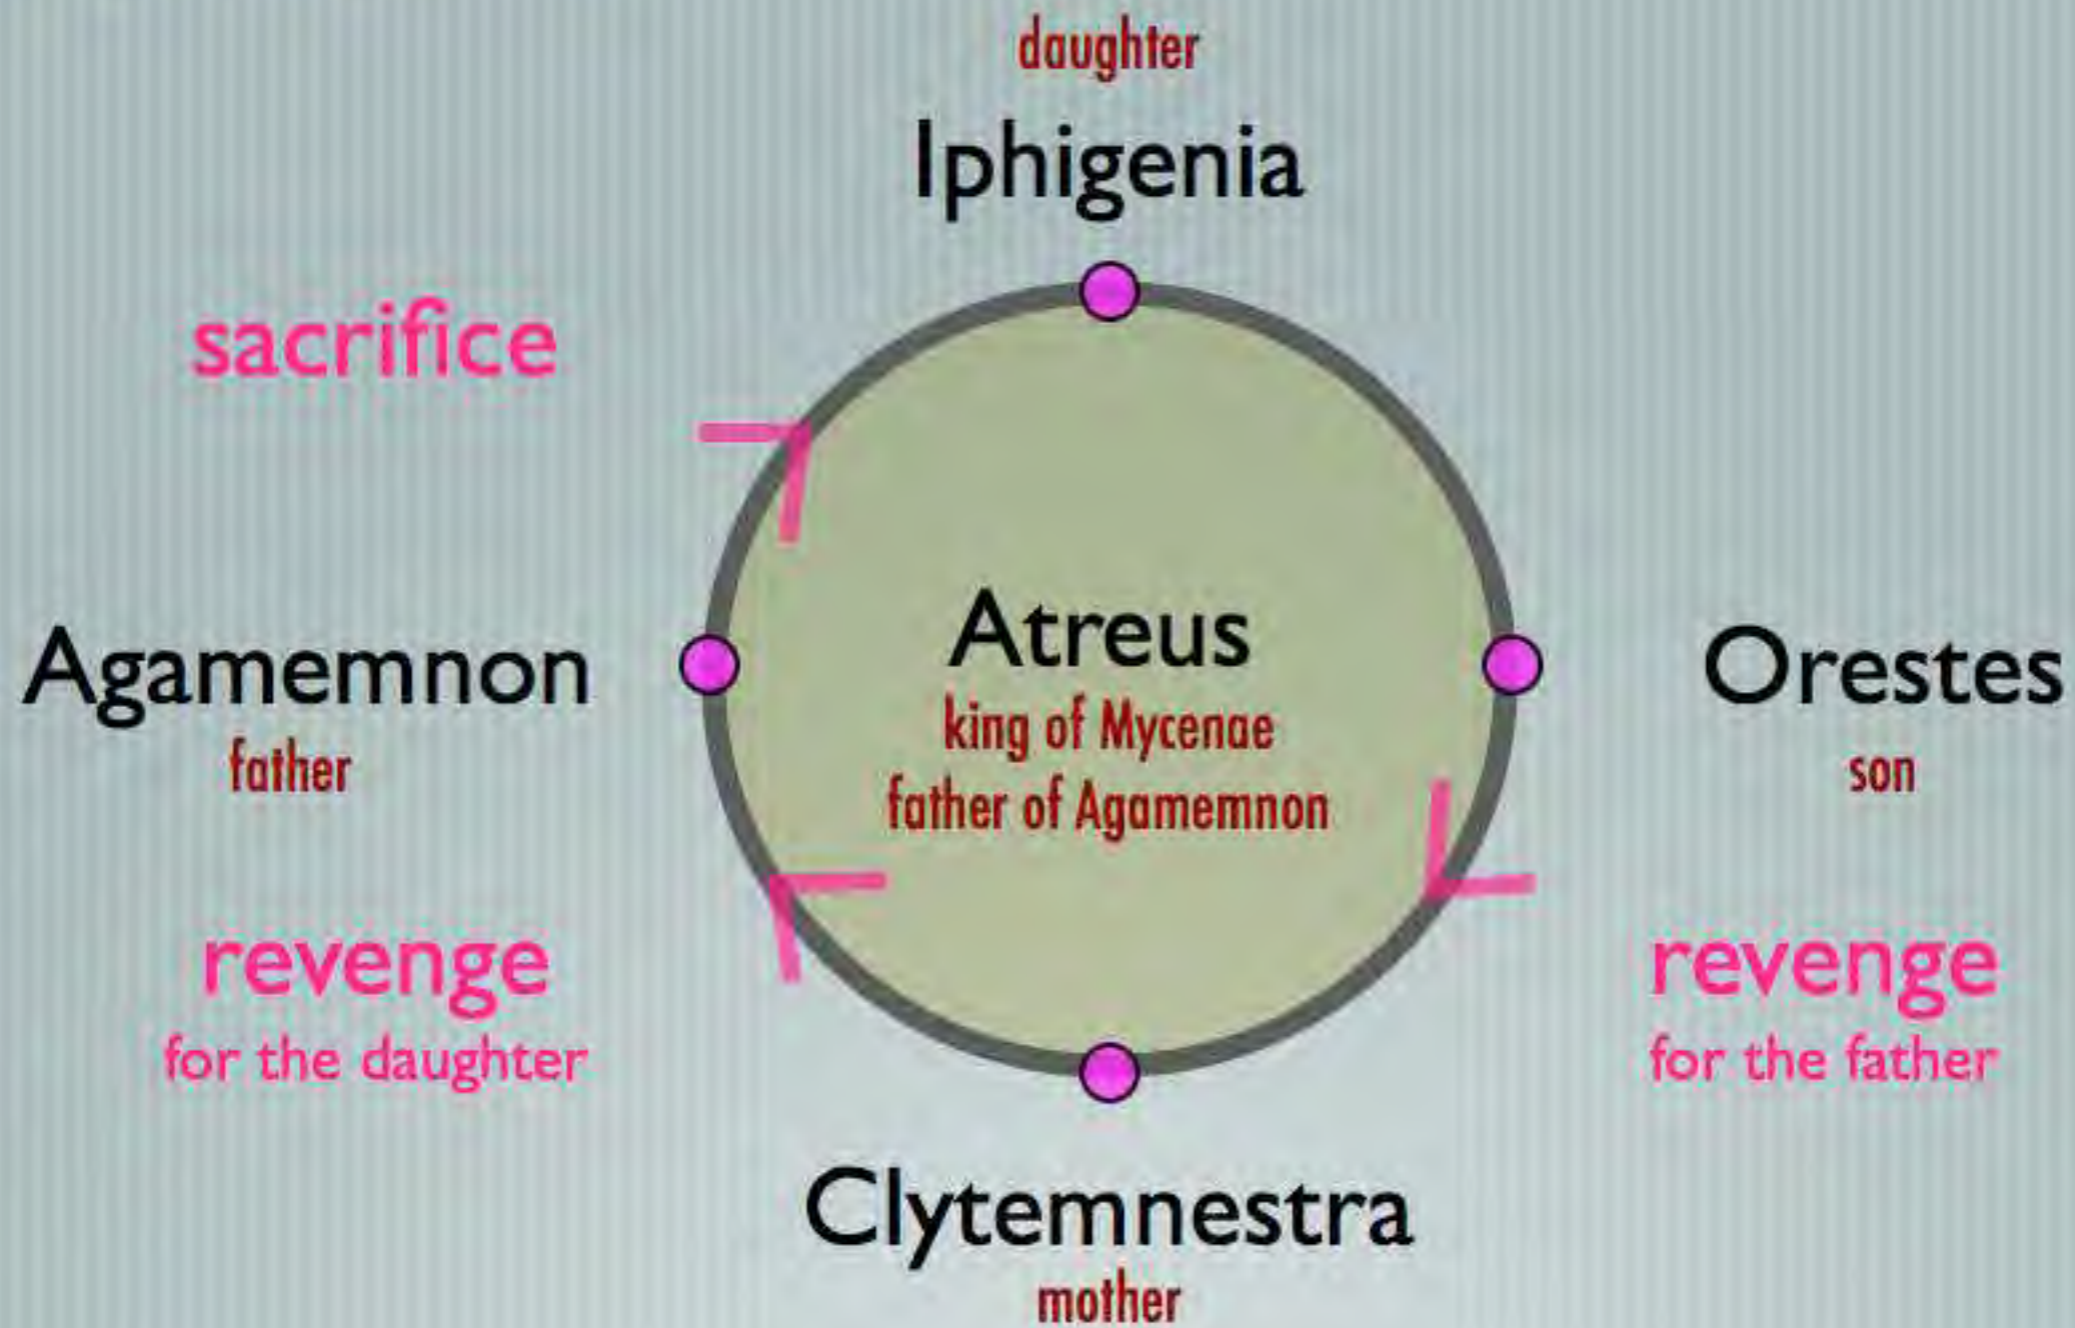 daughter
Iphigenia
sacrifice
Agamemnon
father
Atreus
king of Mycenae
father of Agamemnon
Orestes
son
revenge
for the daughter
revenge
for the father
Clytemnestra
mother